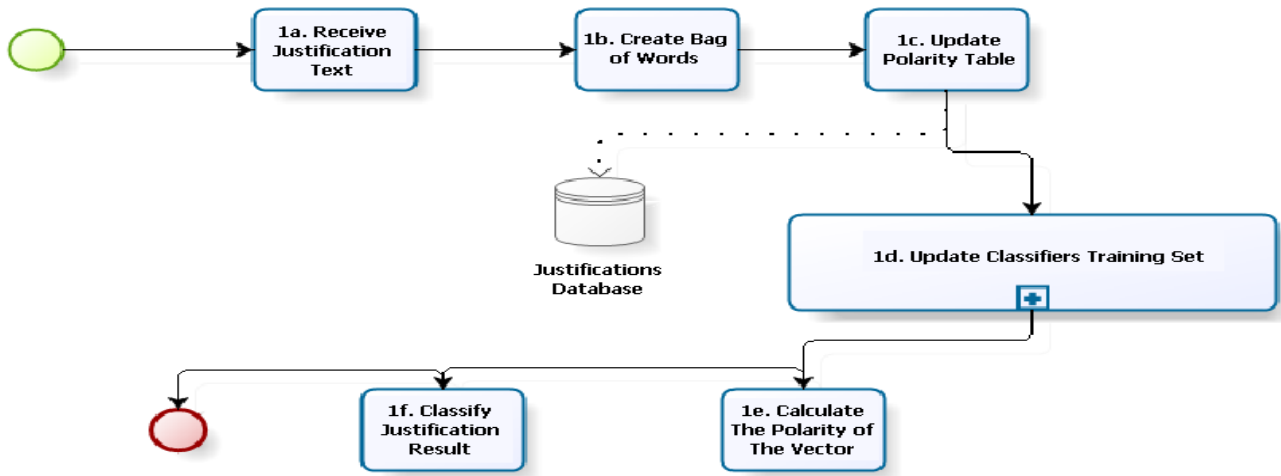 1a. Receive
Justification
Text
1b. Create Bag
of Words
1c. Update
Polarity Table
Justifications
Database
1d. Update Classifiers Training Set
1f. Classify
Justification
Result
1e. Calculate
The Polarity of
The Vector